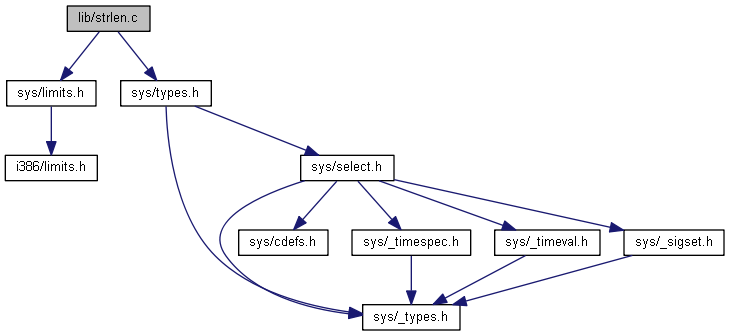 lib/strlen.c
sys/limits.h
sys/types.h
i386/limits.h
sys/select.h
sys/cdefs.h
sys/_timespec.h
sys/_timeval.h
sys/_sigset.h
sys/_types.h